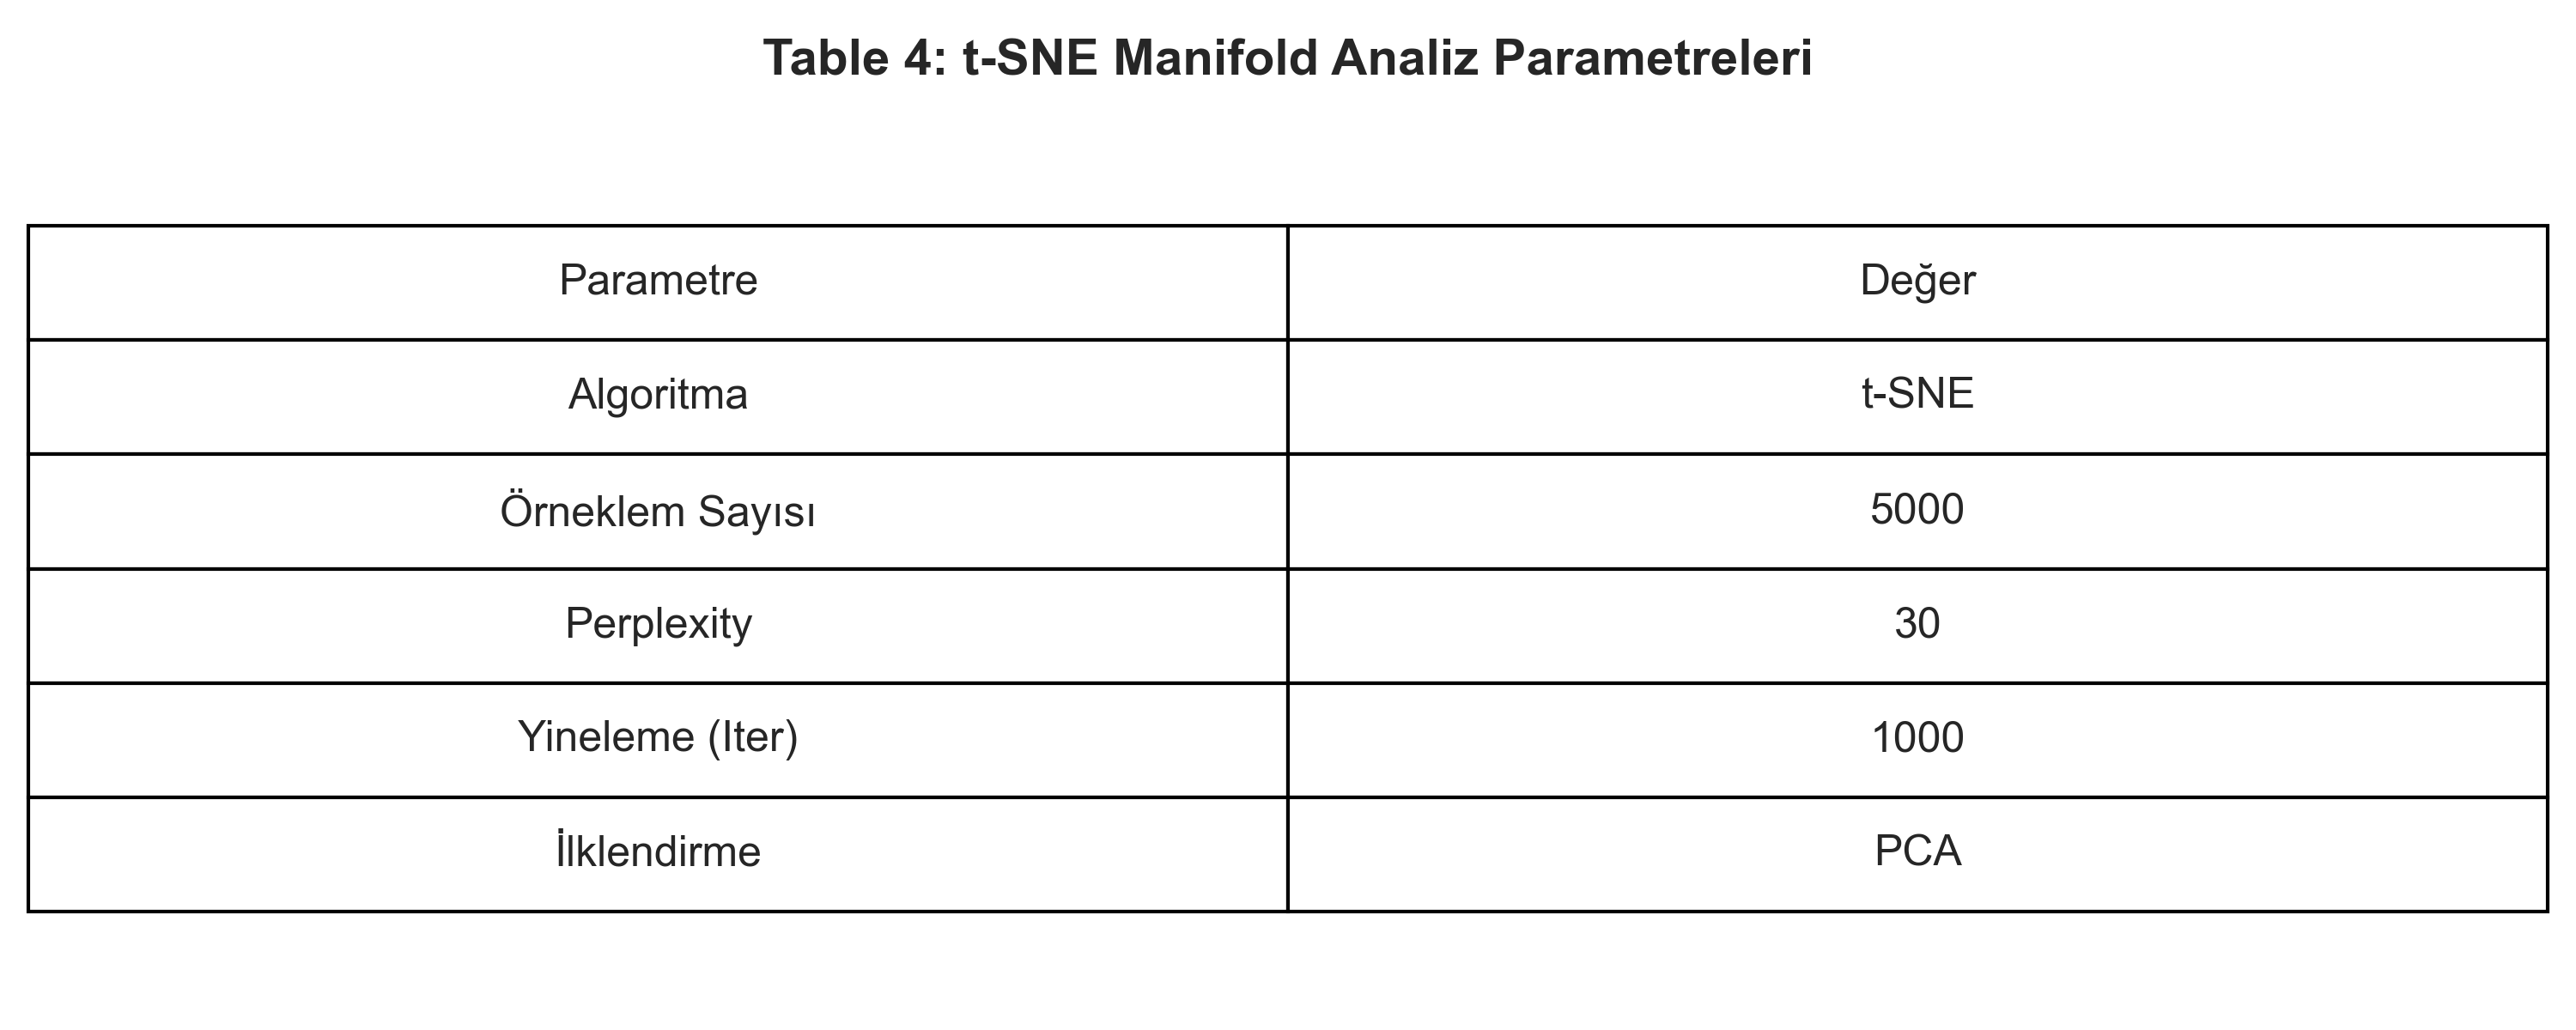 Table 4: t-SNE Manifold Analiz Parametreleri
Parametre Değer
Algoritma t-SNE
Örneklem Sayısı 5000
Perplexity 30
Yineleme (Iter) 1000
İlklendirme PCA